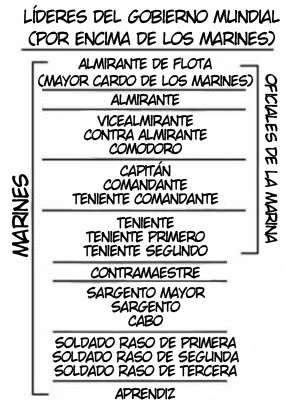 LÍDERES DEL GOBIERNO MUNDIAL
(POR ENCIMA DE LOS MARINES)
ALMIRANTE DE FLOTA
(MAYOR CARDO DE LOS MARINES)
ALMIRANTE
VICEALMIRANTE
CONTRA ALMIRANTE
COMODORO
CAPITÁN
COMANDANTE
TENIENTE COMANDANTE
TENIENTE
TENIENTE PRIMERO
TENIENTE SEGUNDO
CONTRAMAESTRE
SARGENTO MAYOR
SARGENTO
CABO
SOLDADO RASO DE PRIMERA
SOLDADO RASO DE SEGUNDA
SOLDADO RASO DE TERCERA
APRENDIZ
MARINES
OFICIALES DE LA MARINA